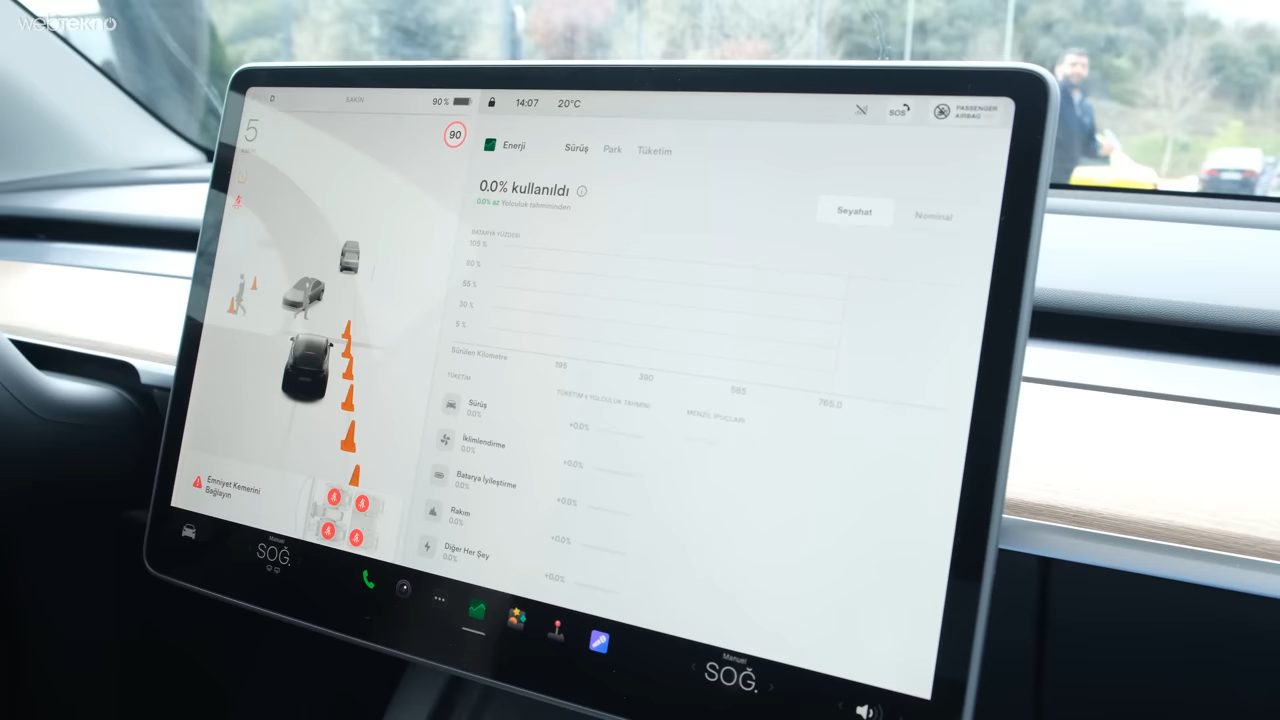 webtekno
D
SAKİN
90 %
14:07
20°C
SOS
PASSENGER
AIRBAG
5
90
Enerji
Sürüş
Park
Tüketim
0.0% kullanıldı
0.0% az Yolculuk tahmininden
Seyahat
Nominal
BATARYA YÜZDESİ
105 %
80 %
55 %
30 %
5 %
Sürülen Kilometre
195
390
585
765.0
TÜKETİM
TÜKETİM v YOLCULUK TAHMİNİ
MENZİL İPUÇLARI
Sürüş
0.0%
+0.0%
İklimlendirme
0.0%
+0.0%
Batarya İyileştirme
0.0%
+0.0%
Rakım
0.0%
+0.0%
Diğer Her Şey
0.0%
+0.0%
Emniyet Kemerini
Bağlayın
Manuel
SOĞ.
Manuel
SOĞ.